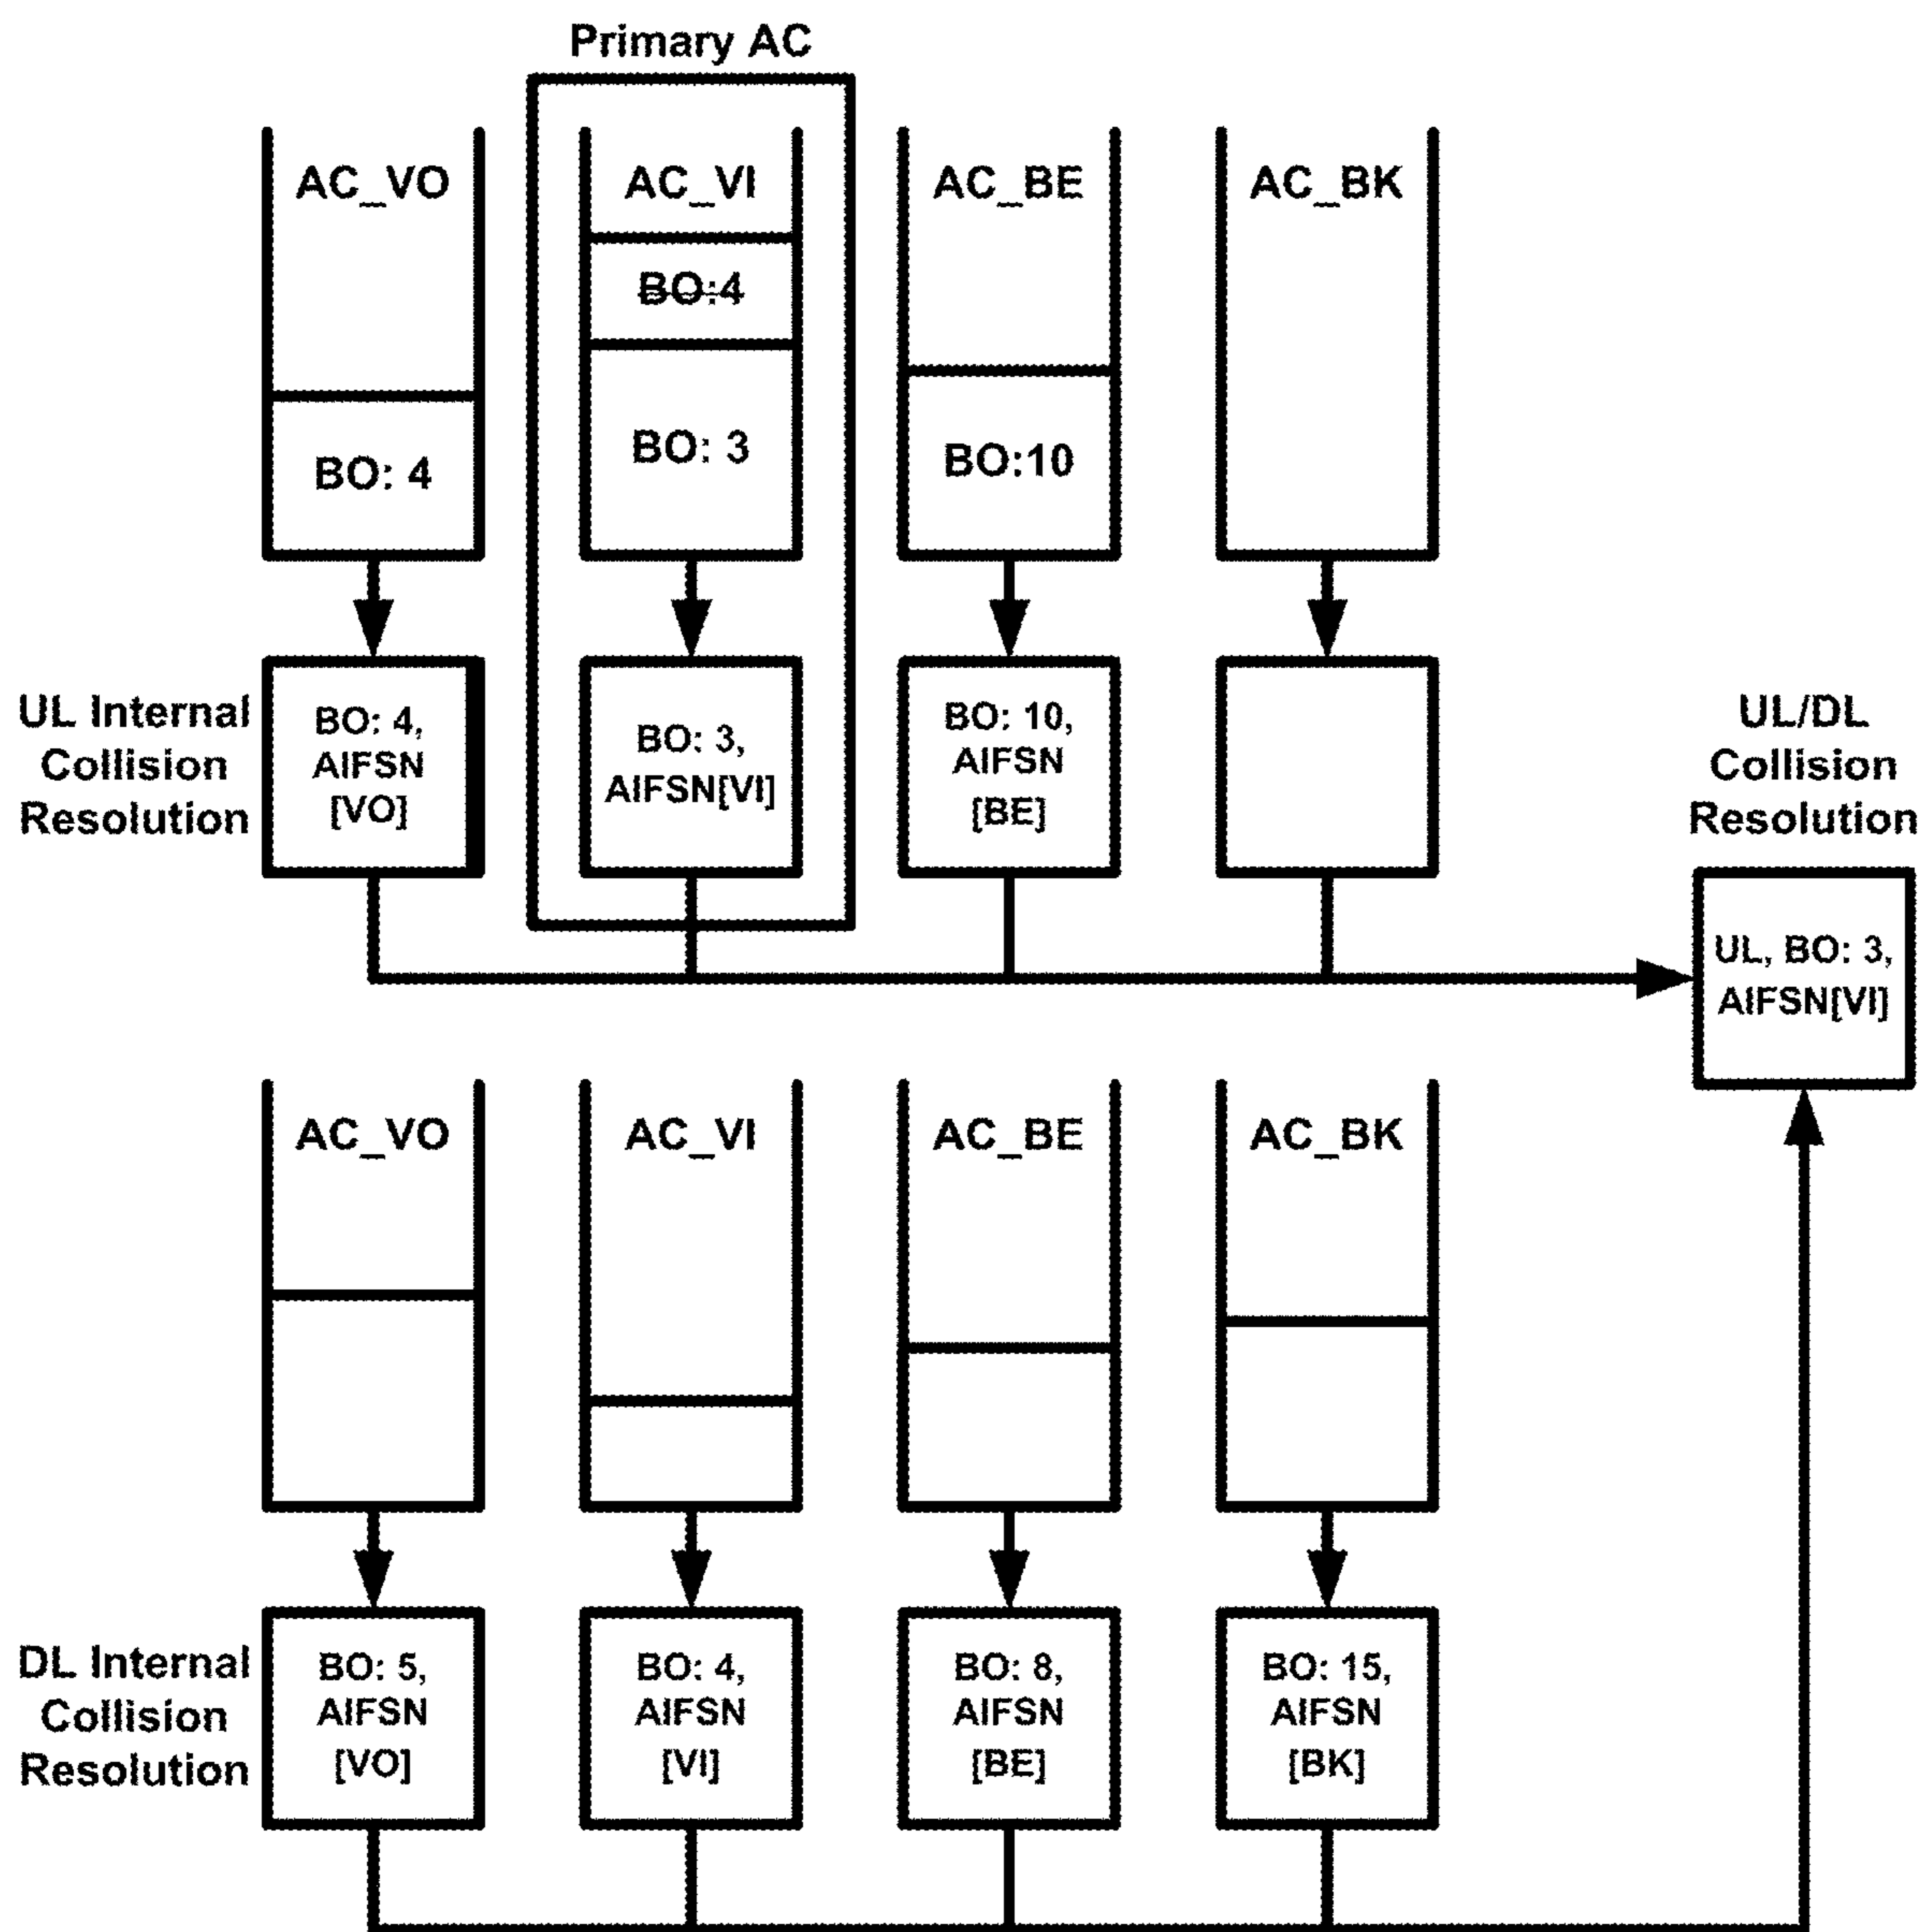 Primary AC
AC_VO
AC_VI
AC_BE
AC_BK
BO:4
BO: 4
BO: 3
BO:10
UL Internal
Collision
Resolution
BO: 4,
AIFSN
[VO]
BO: 3,
AIFSN[VI]
BO: 10,
AIFSN
[BE]
UL/DL
Collision
Resolution
UL, BO: 3,
AIFSN[VI]
AC_VO
AC_VI
AC_BE
AC_BK
DL Internal
Collision
Resolution
BO: 5,
AIFSN
[VO]
BO: 4,
AIFSN
[VI]
BO: 8,
AIFSN
[BE]
BO: 15,
AIFSN
[BK]